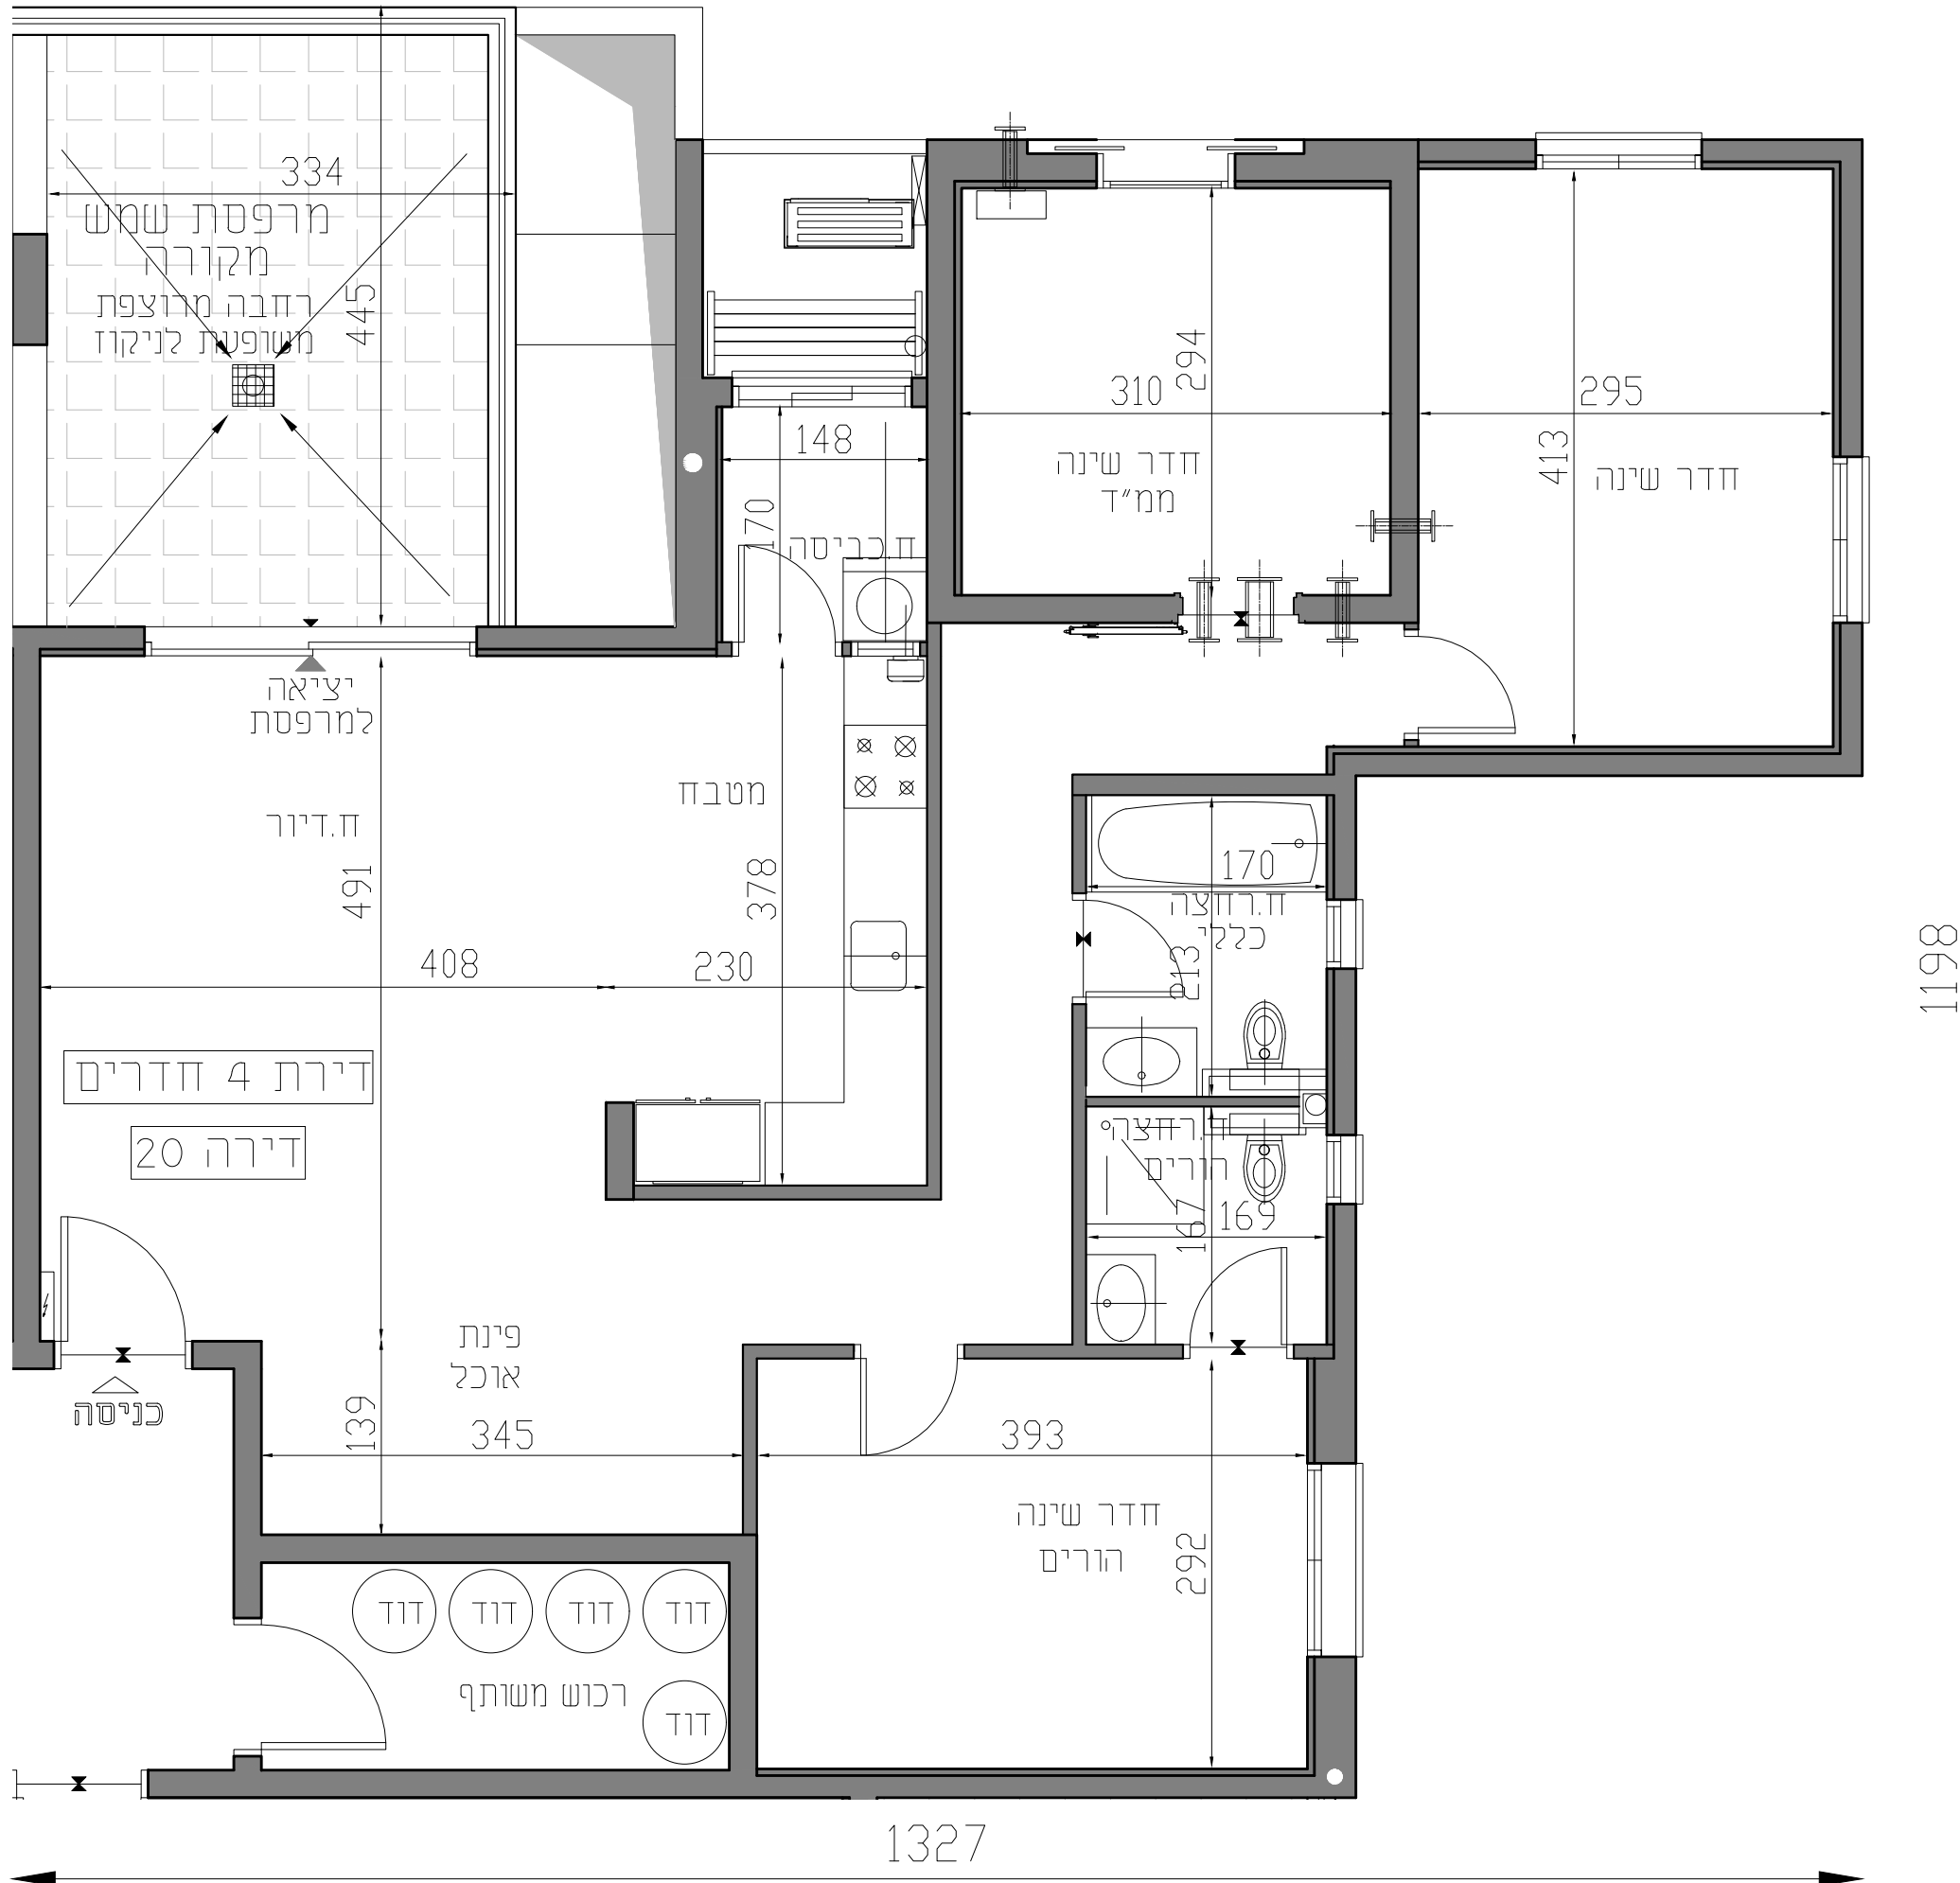 334
מרפסת שמש
מקורה
רחבה מרוצפת
משופעת לניקוז
445
יציאה
למרפסת
148
170
ח.כביסה
310
294
חדר שינה
ממ״ד
295
413
חדר שינה
ח.דיור
491
408
מטבח
378
230
170
ח.רחצה
כללי
213
ח.רחצה
הורים
167
169
1198
דירת 4 חדרים
דירה 20
כניסה
פינת
אוכל
139
345
393
חדר שינה
הורים
292
דוד
דוד
דוד
דוד
דוד
רכוש משותף
1327